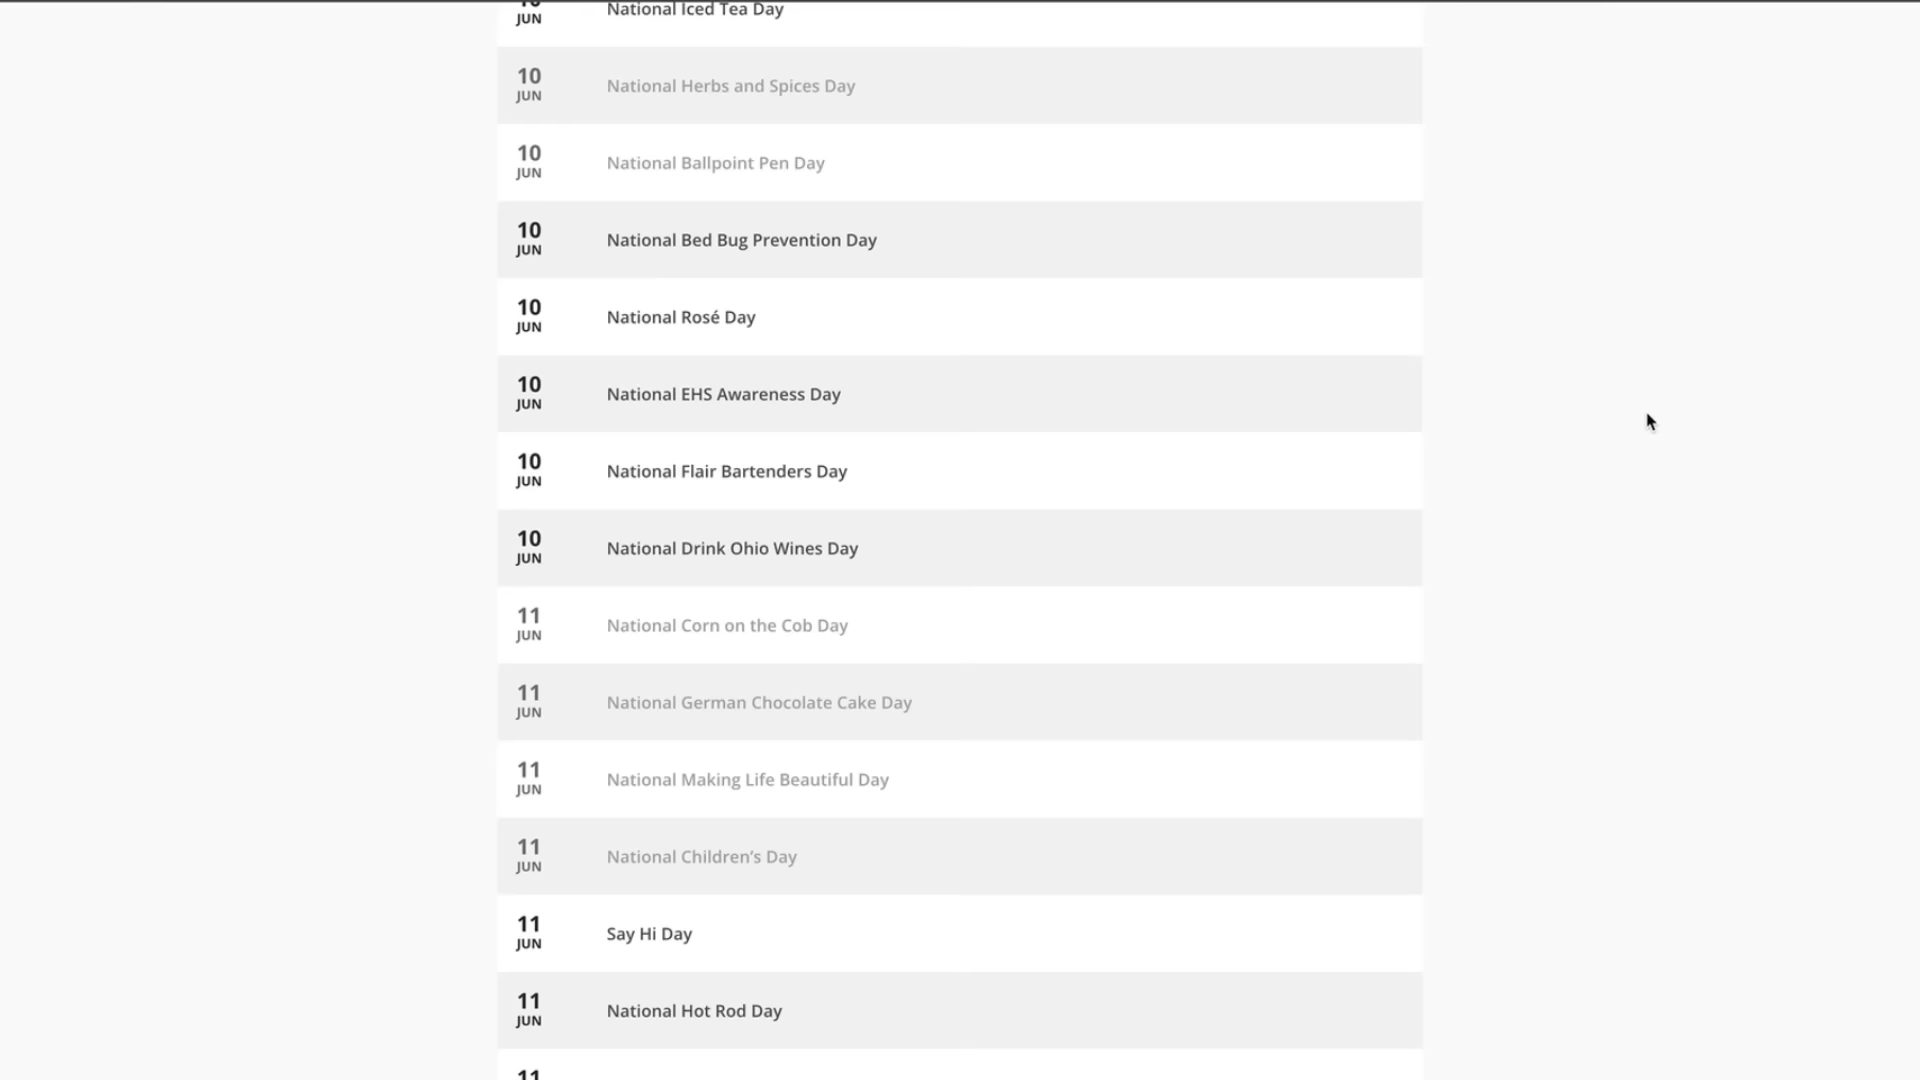 JUN
National Iced Tea Day
10
JUN
National Herbs and Spices Day
10
JUN
National Ballpoint Pen Day
10
JUN
National Bed Bug Prevention Day
10
JUN
National Rosé Day
10
JUN
National EHS Awareness Day
10
JUN
National Flair Bartenders Day
10
JUN
National Drink Ohio Wines Day
11
JUN
National Corn on the Cob Day
11
JUN
National German Chocolate Cake Day
11
JUN
National Making Life Beautiful Day
11
JUN
National Children’s Day
11
JUN
Say Hi Day
11
JUN
National Hot Rod Day
11